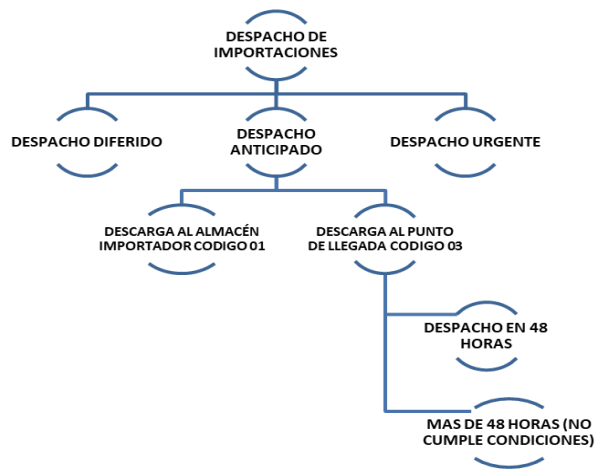 DESPACHO DE
IMPORTACIONES
DESPACHO DIFERIDO
DESPACHO
ANTICIPADO
DESPACHO URGENTE
DESCARGA AL ALMACÉN
IMPORTADOR CODIGO 01
DESCARGA AL PUNTO
DE LLEGADA CODIGO 03
DESPACHO EN 48
HORAS
MAS DE 48 HORAS (NO
CUMPLE CONDICIONES)